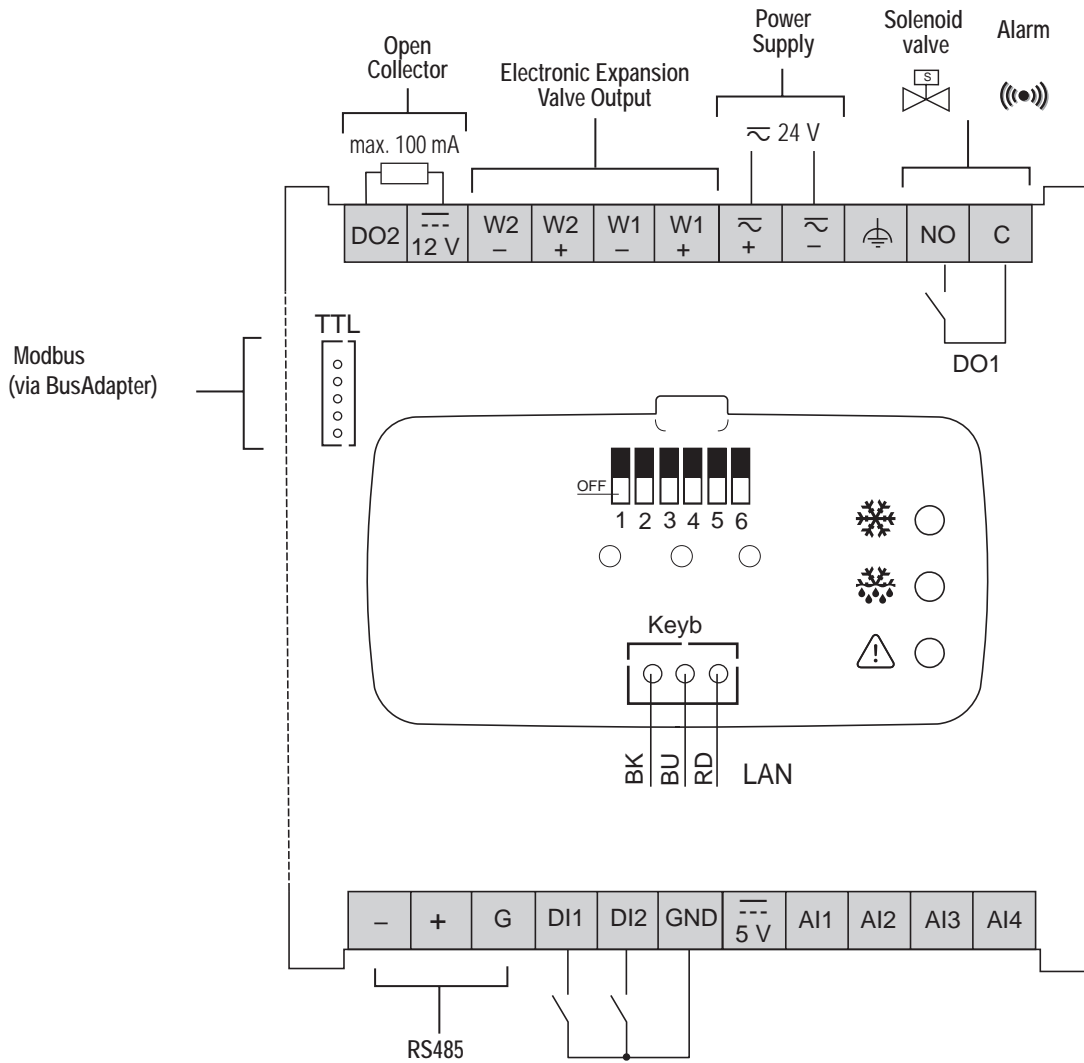 Open
Collector
Electronic Expansion
Valve Output
Power
Supply
Solenoid
valve
Alarm
S
max. 100 mA
24 V
DO2
12 V
W2
–
W2
+
W1
–
W1
+
+
–
NO
C
DO1
TTL
Modbus
(via BusAdapter)
OFF
1 2 3 4 5 6
!
Keyb
BK
BU
RD
LAN
–
+
G
DI1
DI2
GND
5 V
AI1
AI2
AI3
AI4
RS485